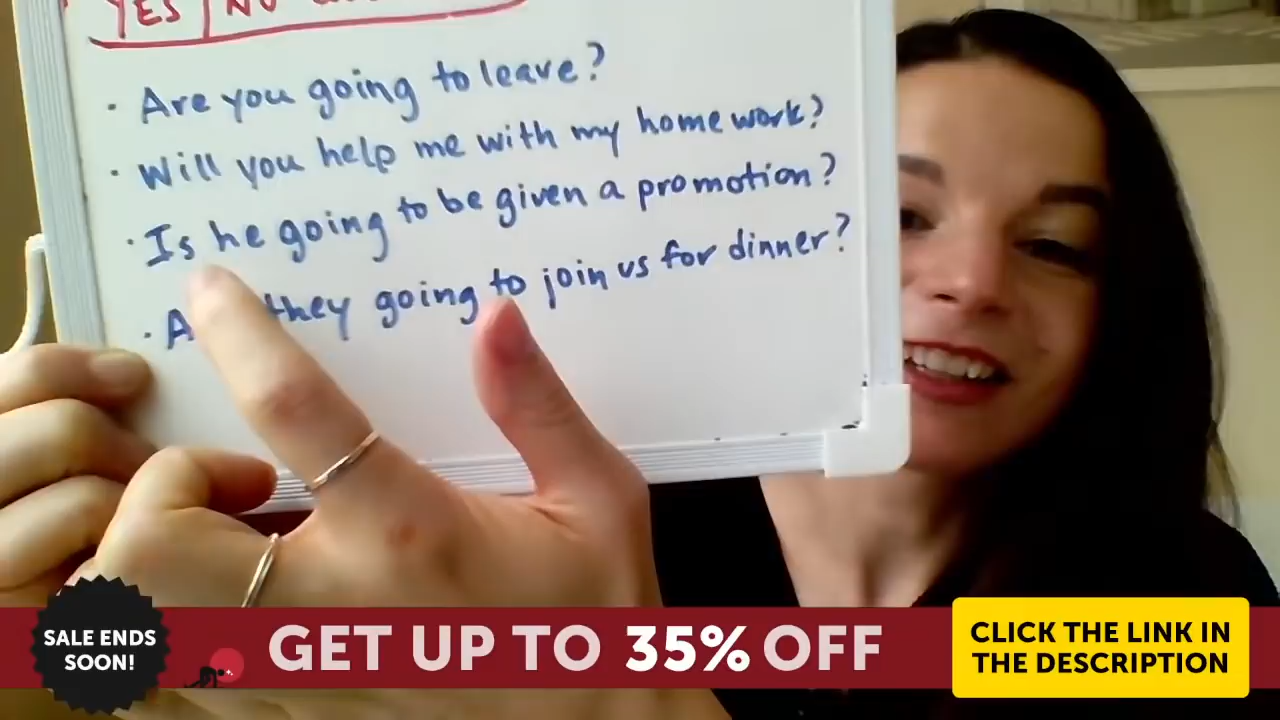 YES | NO
• Are you going to leave?
• Will you help me with my homework?
• Is he going to be given a promotion?
• they going to join us for dinner?
SALE ENDS
SOON!
GET UP TO 35% OFF
CLICK THE LINK IN
THE DESCRIPTION